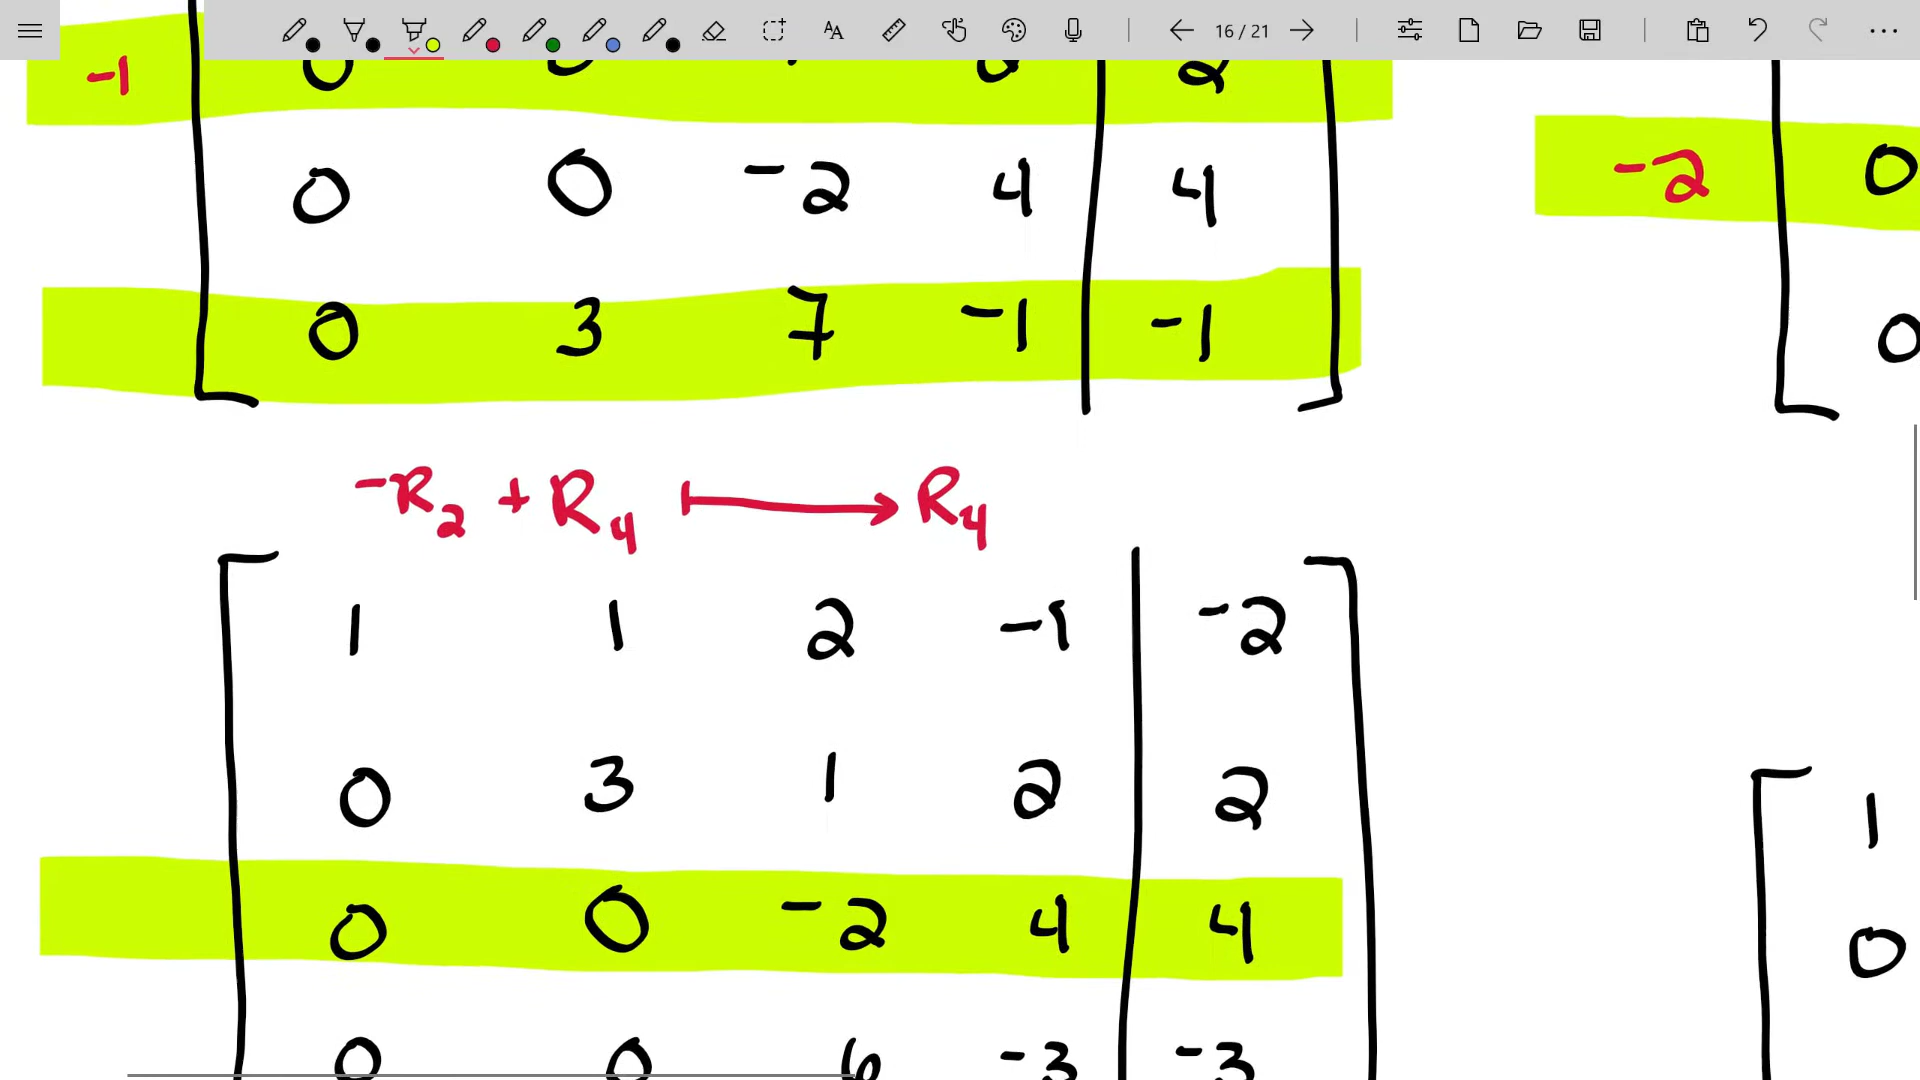 16 / 21
-1 0 2
0 0 -2 4 4
-2 0
0 3 7 -1 -1
0
-R2 + R4 ⟼ R4
1 1 2 -1 -2
0 3 1 2 2
1
0 0 -2 4 4
0
0 0 6 -3 -3